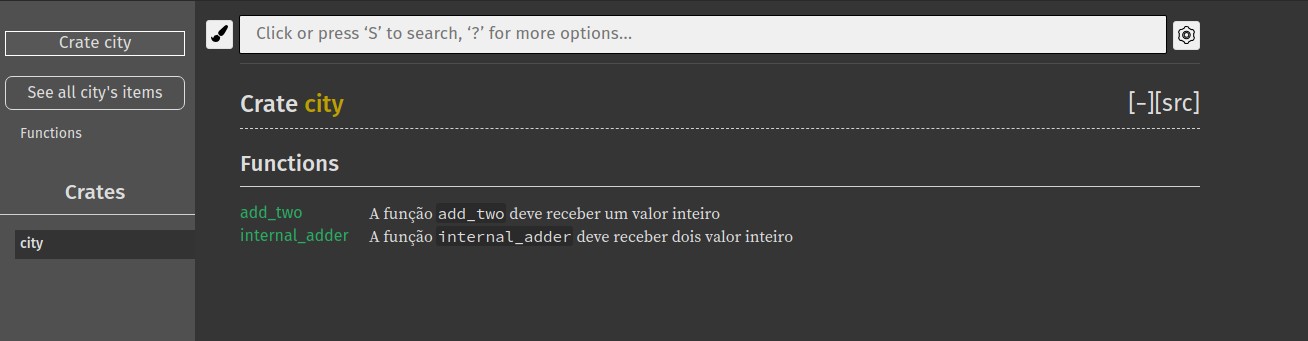 Crate city
See all city's items
Functions
Crates
city
Click or press ‘S’ to search, ‘?’ for more options…
Crate city [−][src]
Functions
add_two A função add_two deve receber um valor inteiro
internal_adder A função internal_adder deve receber dois valor inteiro